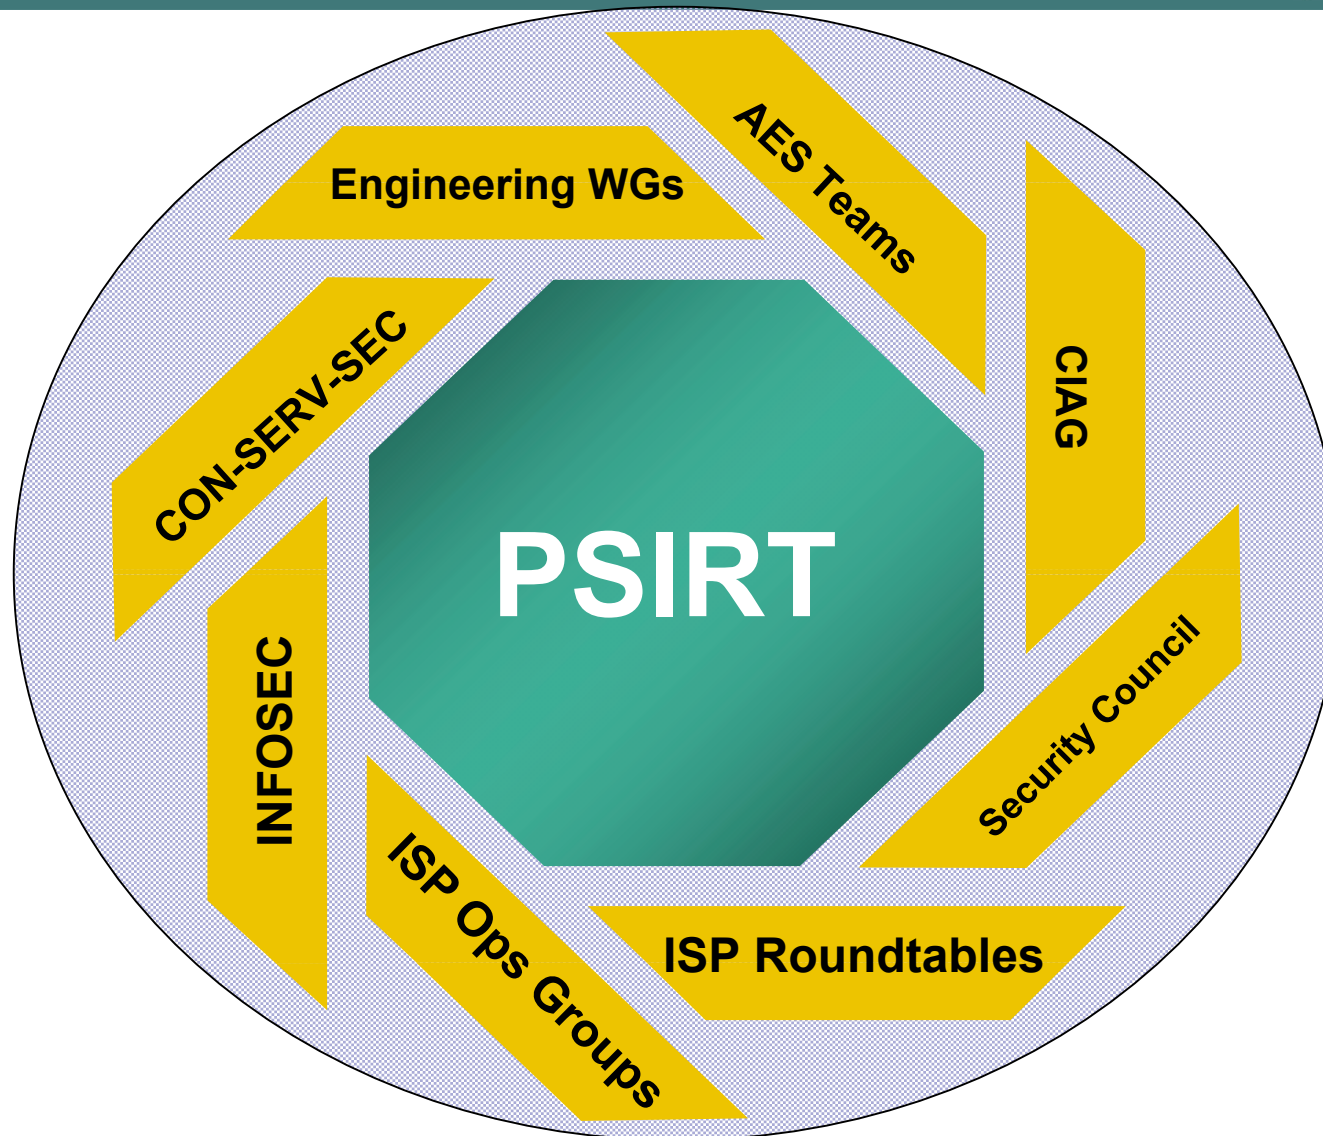 AES Teams
Engineering WGs
CIAG
CON-SERV-SEC
PSIRT
Security Council
INFOSEC
ISP Ops Groups
ISP Roundtables